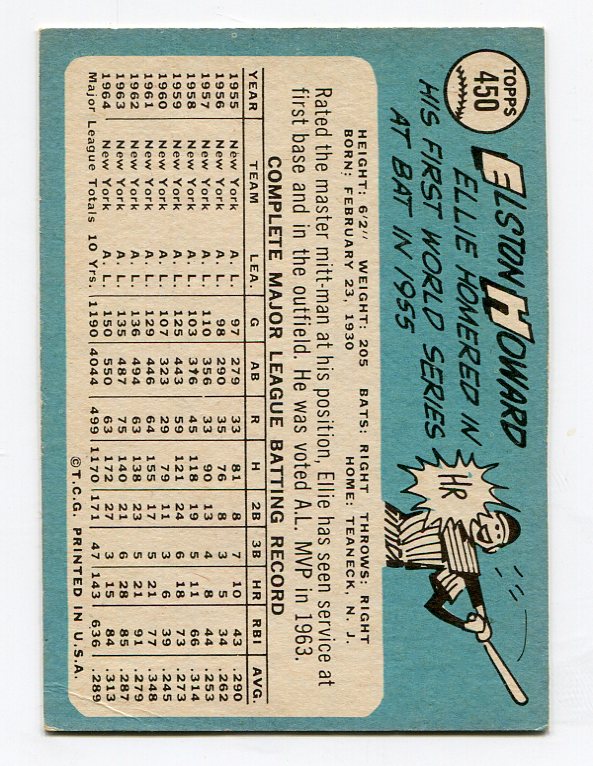 TOPPS
450
ELSTON HOWARD
ELLIE HOMERED IN
HIS FIRST WORLD SERIES
AT BAT IN 1955
HR
HEIGHT: 6'2" WEIGHT: 205 BATS: RIGHT THROWS: RIGHT
BORN: FEBRUARY 23, 1930 HOME: TEANECK, N. J.
Rated the master mitt-man at his position, Ellie has seen service at
first base and in the outfield. He was voted A.L. MVP in 1963.
COMPLETE MAJOR LEAGUE BATTING RECORD
YEAR TEAM LEA. G AB R H 2B 3B HR RBI AVG.
1955 New York A. L. 97 279 33 81 8 7 10 43 .290
1956 New York A. L. 98 290 35 76 8 3 5 34 .262
1957 New York A. L. 110 356 33 90 13 4 8 44 .253
1958 New York A. L. 103 376 45 118 19 5 11 66 .314
1959 New York A. L. 125 443 59 121 24 6 18 73 .273
1960 New York A. L. 107 323 29 79 11 3 6 39 .245
1961 New York A. L. 129 446 64 155 17 5 21 77 .348
1962 New York A. L. 136 494 63 138 23 5 21 91 .279
1963 New York A. L. 135 487 75 140 21 6 28 85 .287
1964 New York A. L. 150 550 63 172 27 3 15 84 .313
Major League Totals 10 Yrs. 1190 4044 499 1170 171 47 143 636 .289
© T.C.G. PRINTED IN U.S.A.